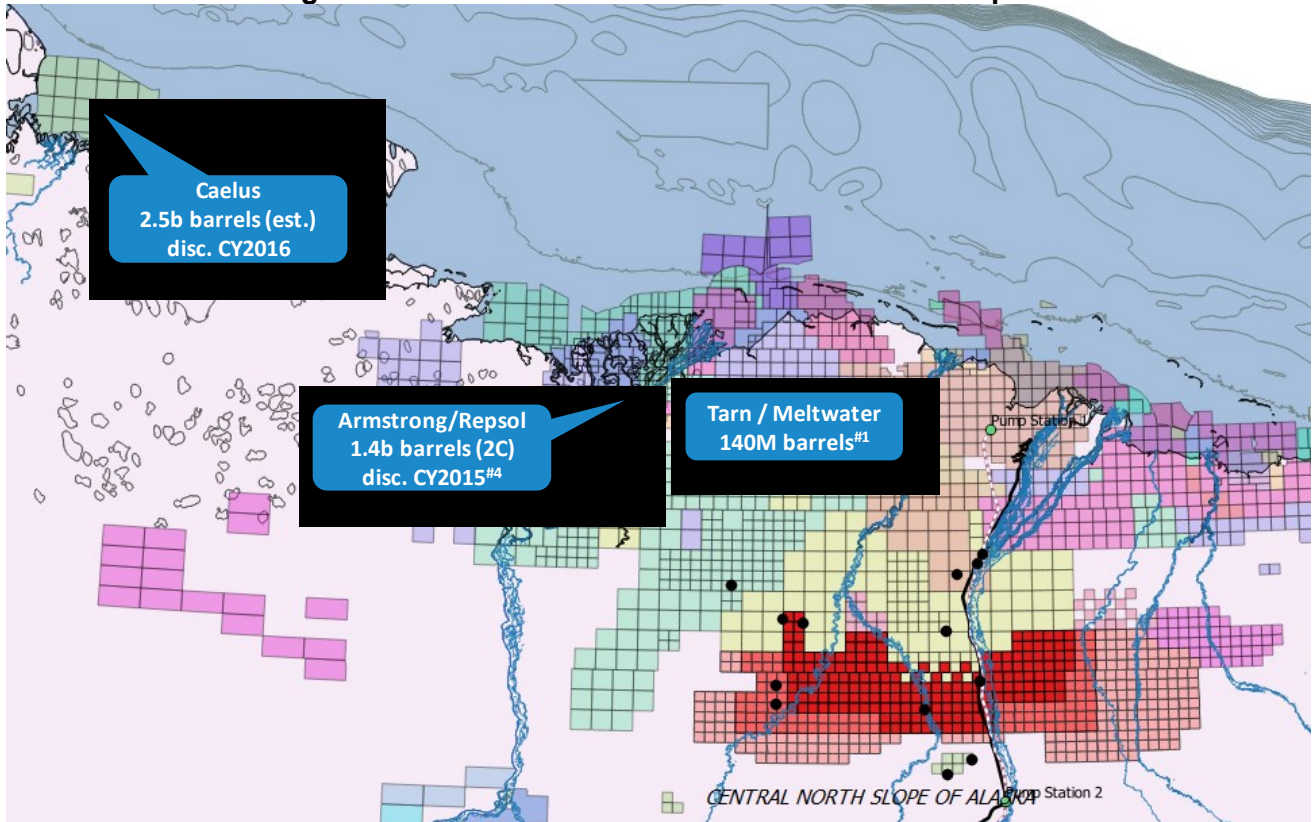 Caelus
2.5b barrels (est.)
disc. CY2016
Armstrong/Repsol
1.4b barrels (2C)
disc. CY2015#4
Tarn / Meltwater
140M barrels#1
Pump Station 1
CENTRAL NORTH SLOPE OF ALASKA
Pump Station 2